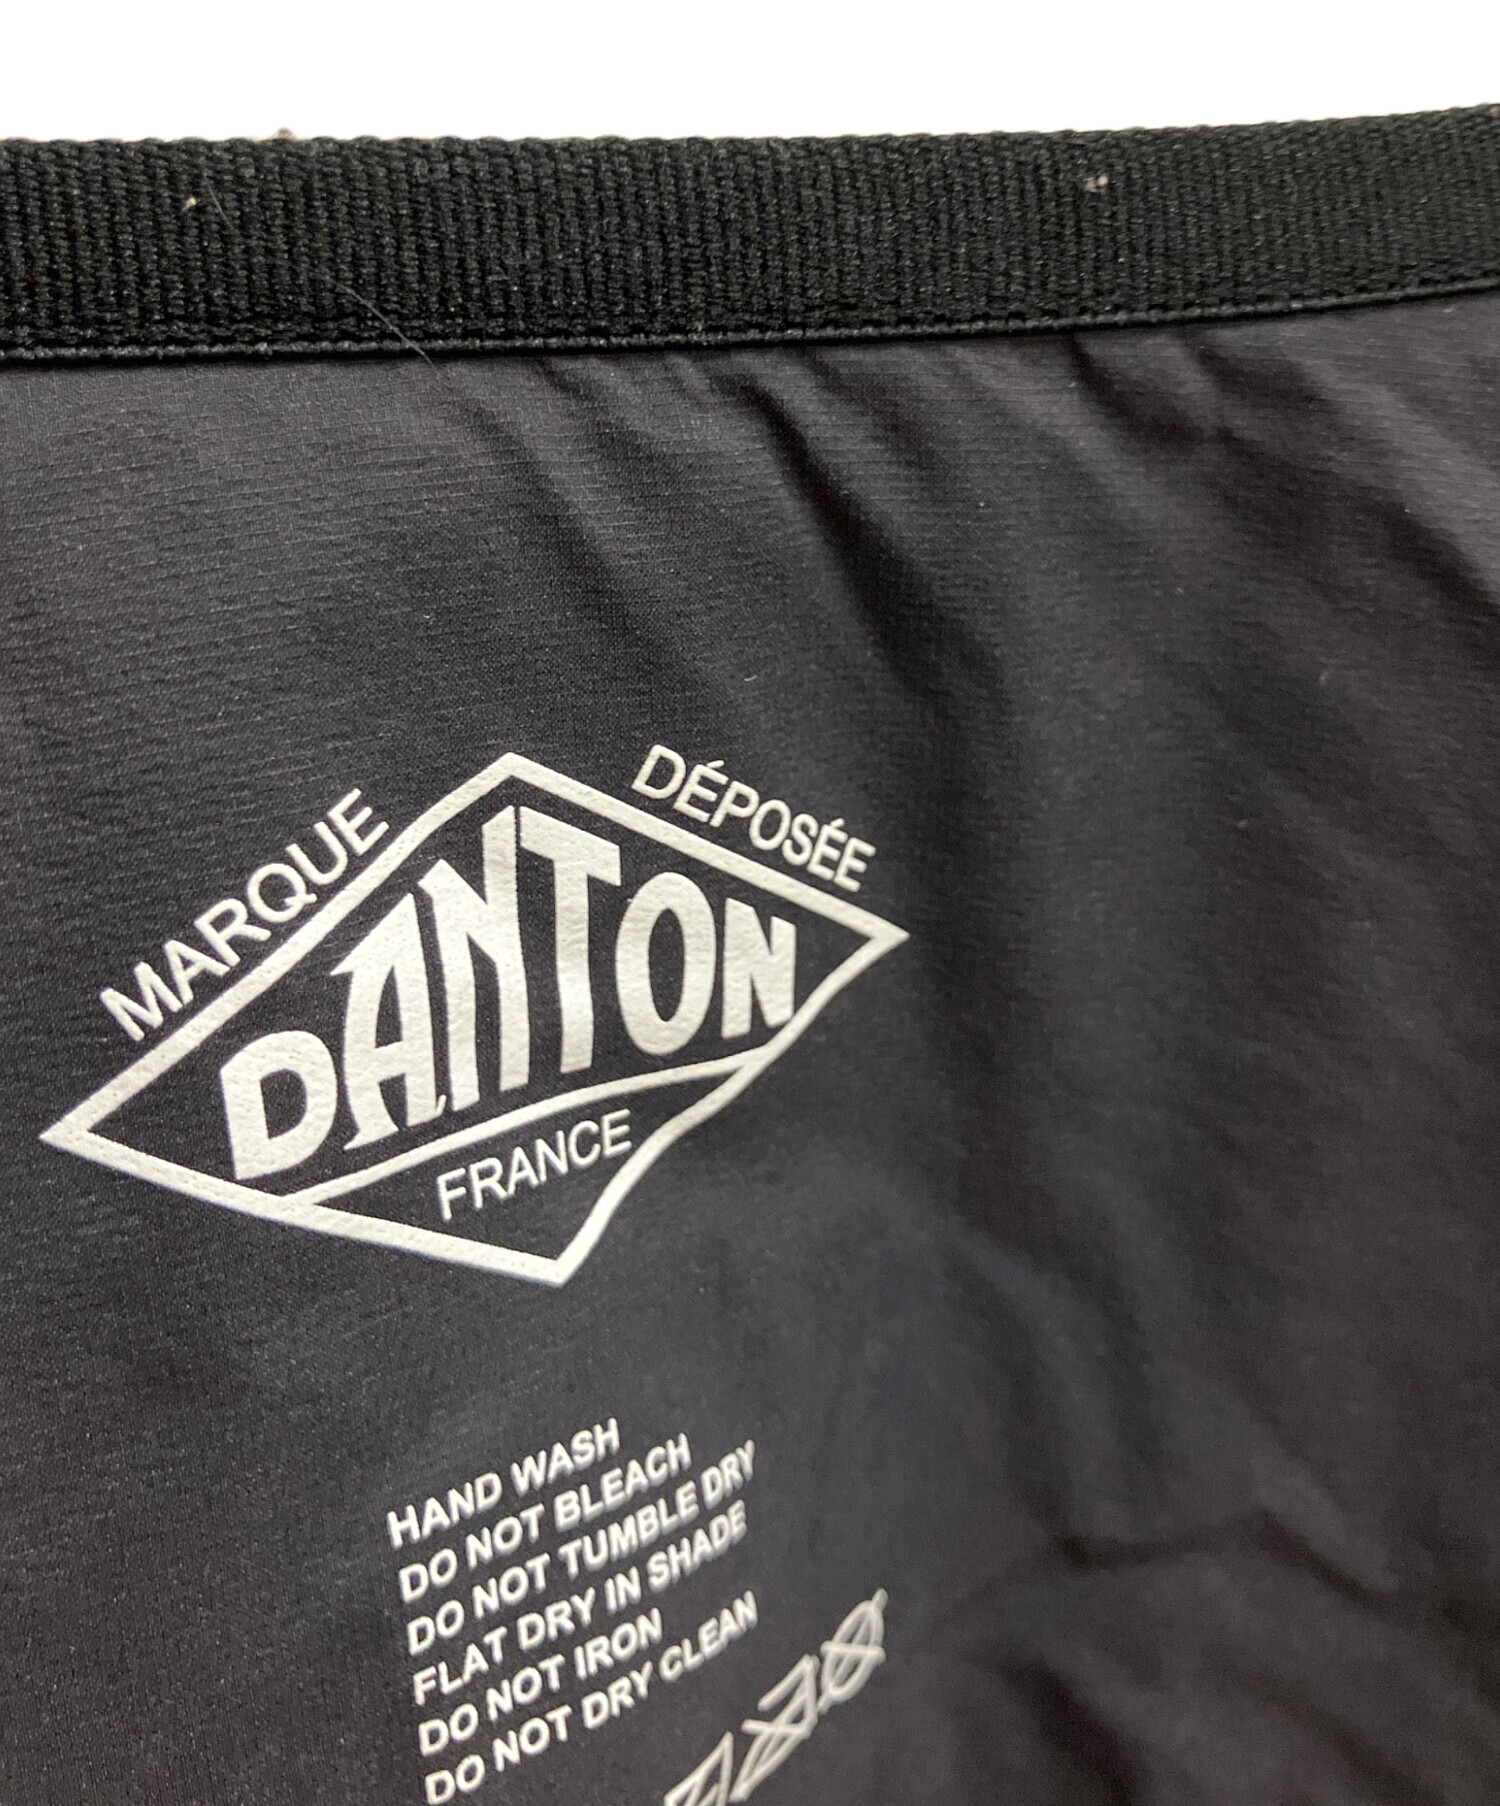 MARQUE DÉPOSÉE
DANTON
FRANCE
HAND WASH
DO NOT BLEACH
DO NOT TUMBLE DRY
FLAT DRY IN SHADE
DO NOT IRON
DO NOT DRY CLEAN